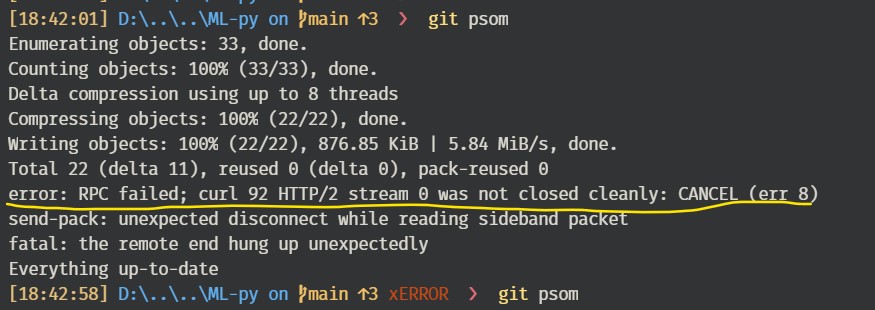 [18:42:01] D:\..\..\ML-py on main ↑3 ❯ git psom
Enumerating objects: 33, done.
Counting objects: 100% (33/33), done.
Delta compression using up to 8 threads
Compressing objects: 100% (22/22), done.
Writing objects: 100% (22/22), 876.85 KiB | 5.84 MiB/s, done.
Total 22 (delta 11), reused 0 (delta 0), pack-reused 0
error: RPC failed; curl 92 HTTP/2 stream 0 was not closed cleanly: CANCEL (err 8)
send-pack: unexpected disconnect while reading sideband packet
fatal: the remote end hung up unexpectedly
Everything up-to-date
[18:42:58] D:\..\..\ML-py on main ↑3 xERROR ❯ git psom